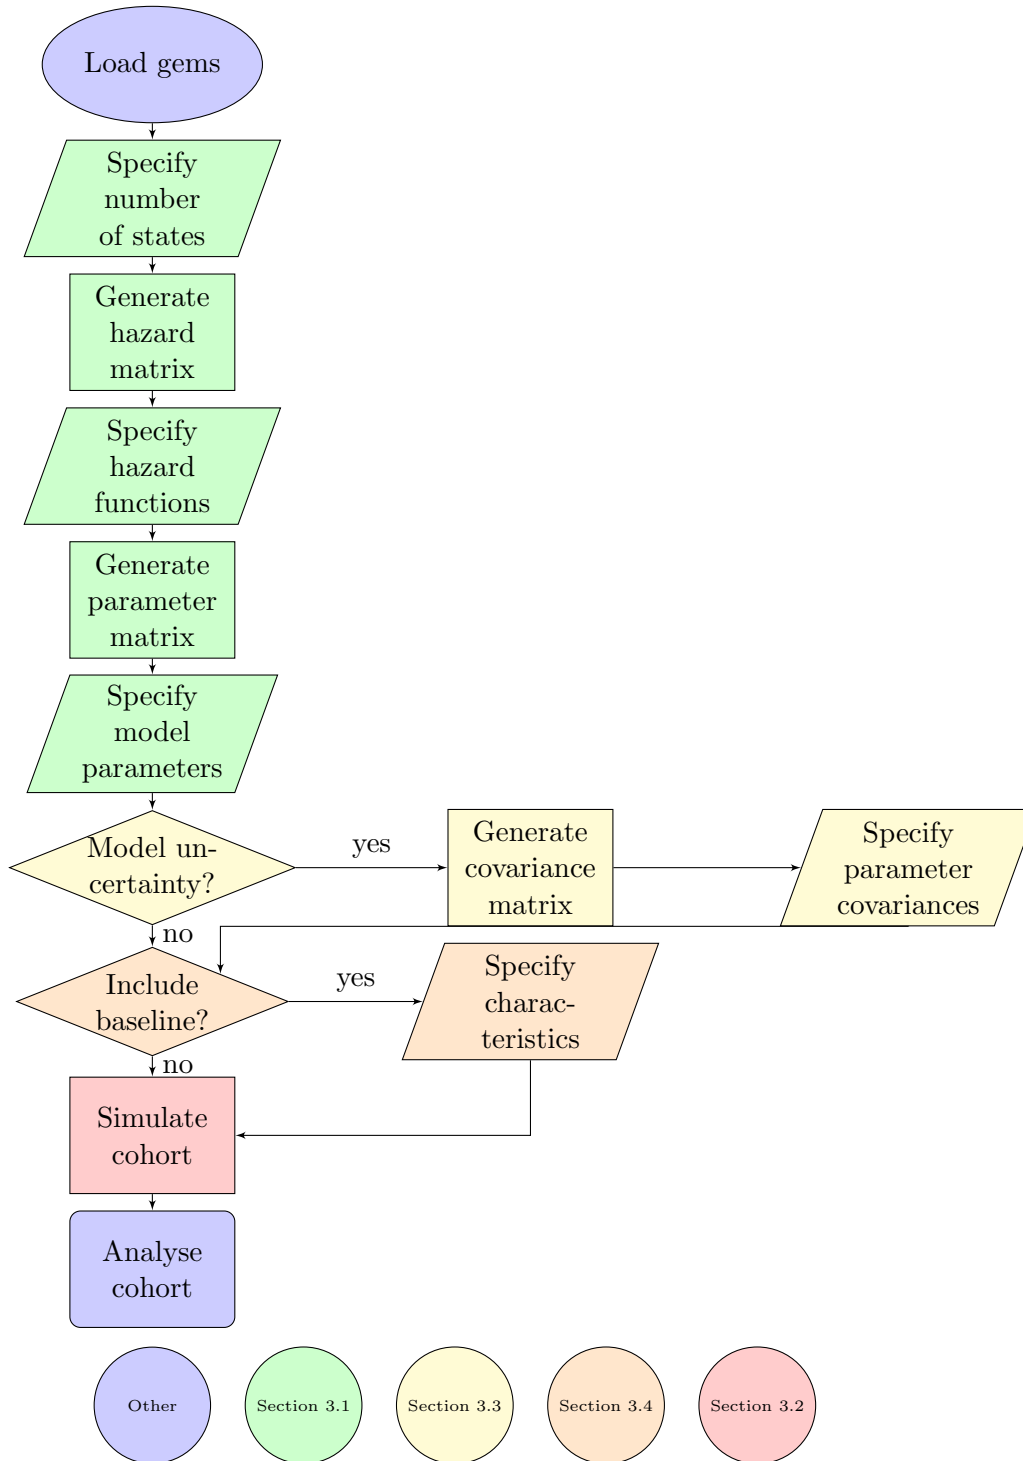 Load gems
Specify
number
of states
Generate
hazard
matrix
Specify
hazard
functions
Generate
parameter
matrix
Specify
model
parameters
Model un-
certainty?
yes
Generate
covariance
matrix
Specify
parameter
covariances
no
Include
baseline?
yes
Specify
charac-
teristics
no
Simulate
cohort
Analyse
cohort
Other
Section 3.1
Section 3.3
Section 3.4
Section 3.2